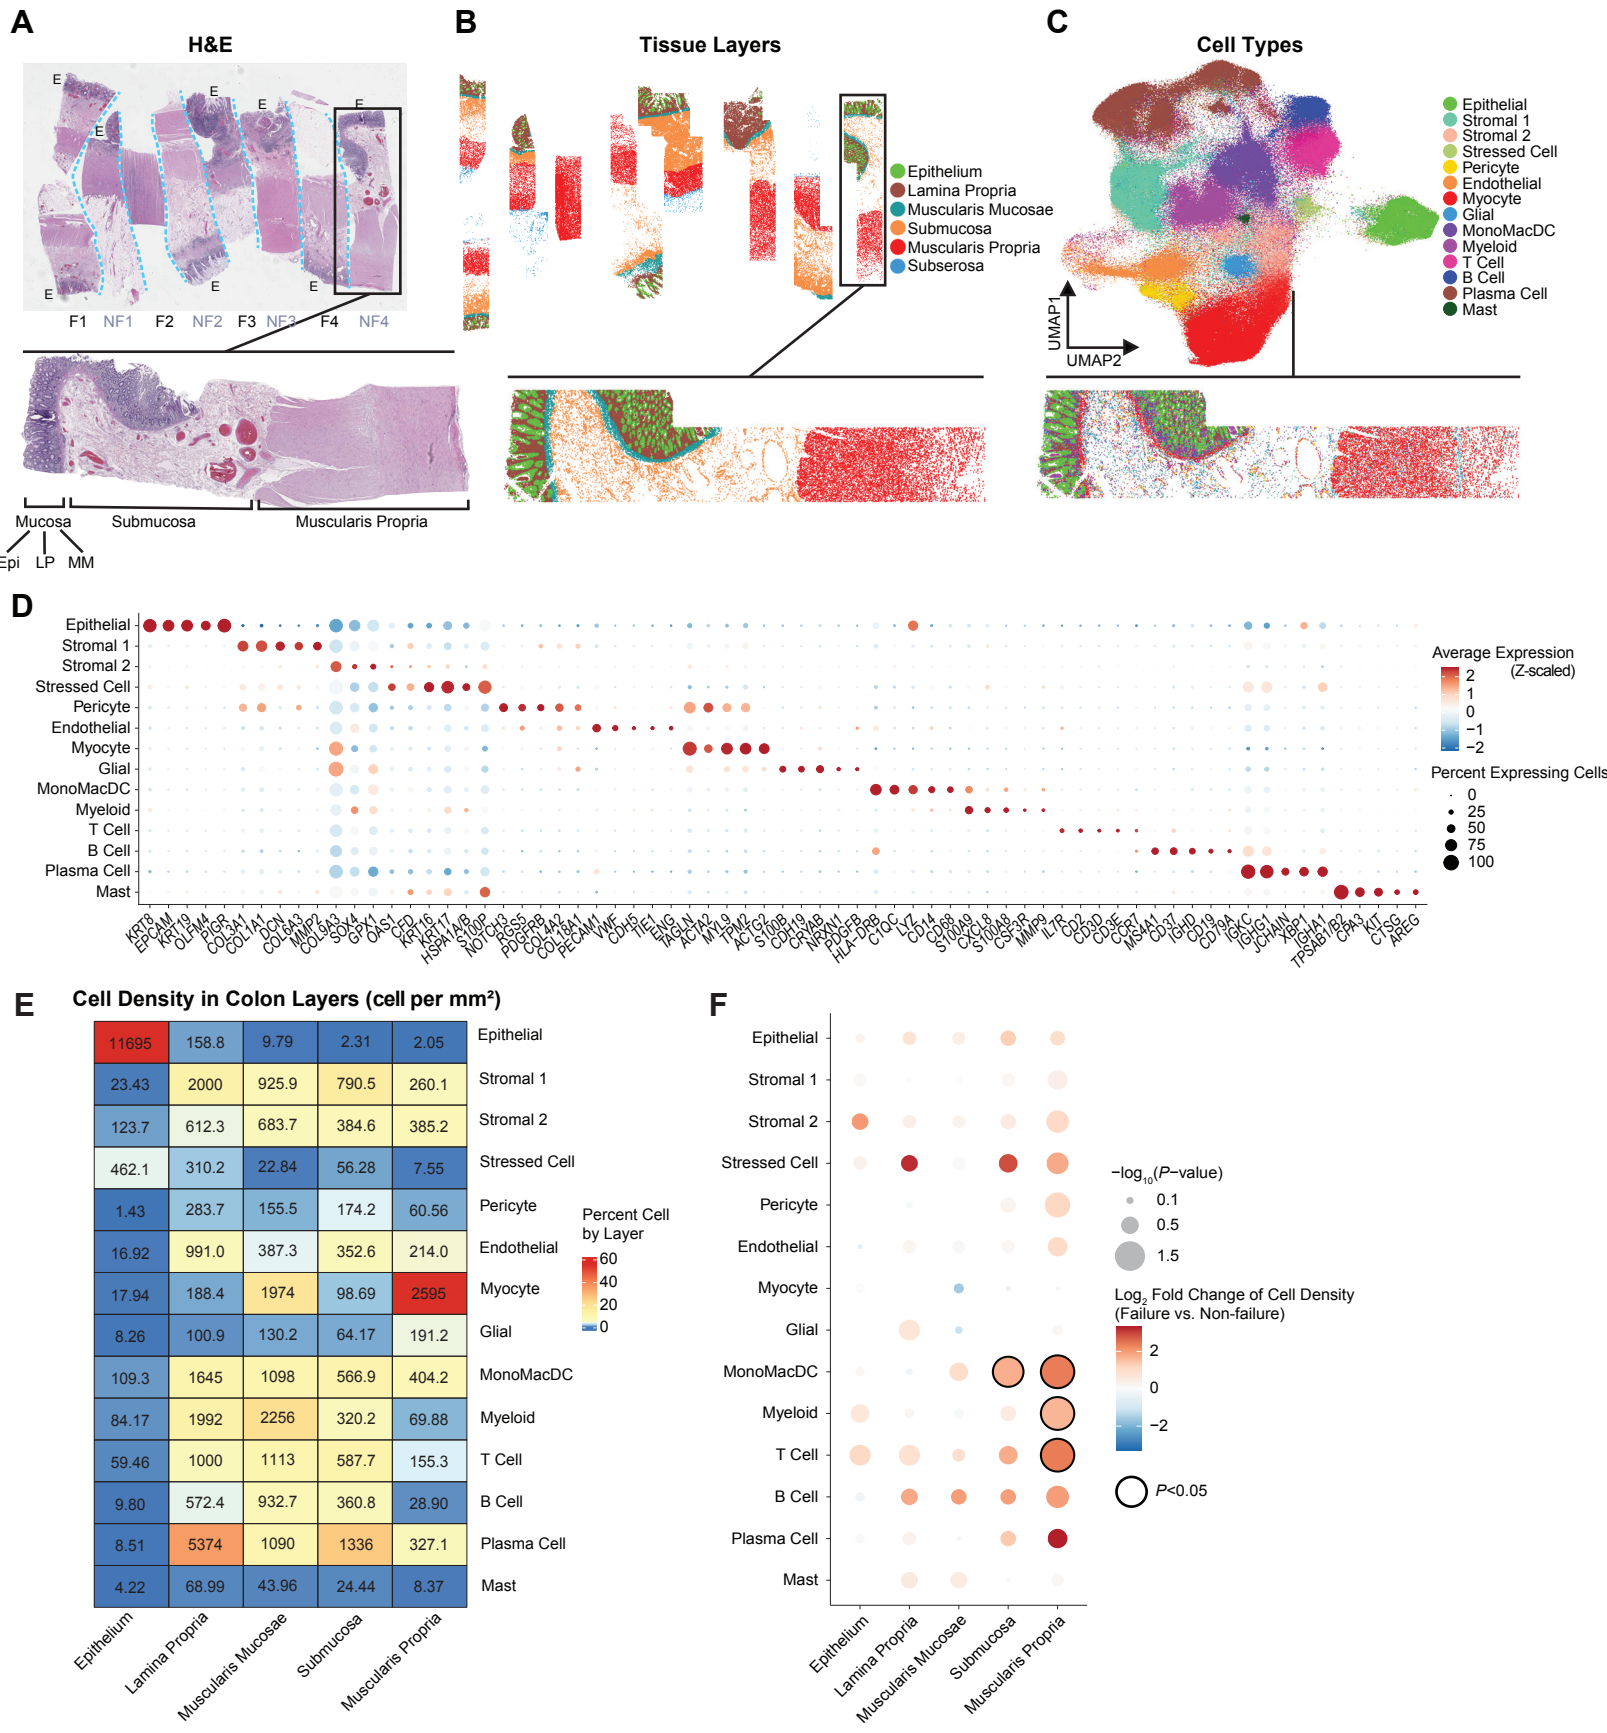 A
H&E
E
E
E
E
E
E
E
E
F1 NF1 F2 NF2 F3 NF3 F4 NF4
Mucosa
Submucosa
Muscularis Propria
Epi LP MM
B
Tissue Layers
Epithelium
Lamina Propria
Muscularis Mucosae
Submucosa
Muscularis Propria
Subserosa
C
Cell Types
Epithelial
Stromal 1
Stromal 2
Stressed Cell
Pericyte
Endothelial
Myocyte
Glial
MonoMacDC
Myeloid
T Cell
B Cell
Plasma Cell
Mast
UMAP1
UMAP2
D
Epithelial
Stromal 1
Stromal 2
Stressed Cell
Pericyte
Endothelial
Myocyte
Glial
MonoMacDC
Myeloid
T Cell
B Cell
Plasma Cell
Mast
KRT8
EPCAM
KRT19
OLFM4
PIGR
COL3A1
COL1A1
DCN
COL6A3
MMP2
COL9A3
SOX4
GPX1
OAS1
CFD
KRT16
KRT17
HSPA1A/B
S100P
NOTCH3
RGS5
PDGFRB
COL4A2
COL18A1
PECAM1
VWF
CDH5
TIE1
ENG
TAGLN
ACTA2
MYL9
TPM2
ACTG2
S100B
CDH19
CRYAB
NRXN1
PDGFB
HLA-DRB
C1QC
LYZ
CD14
CD68
S100A9
CXCL8
S100A8
CSF3R
MMP9
IL7R
CD2
CD3D
CD3E
CCR7
MS4A1
CD37
IGHD
CD19
CD79A
IGKC
IGHG1
JCHAIN
XBP1
IGHA1
TPSAB1/B2
CPA3
KIT
CTSG
AREG
Average Expression
(Z-scaled)
2
1
0
−1
−2
Percent Expressing Cells
0
25
50
75
100
E
Cell Density in Colon Layers (cell per mm²)
11695 158.8 9.79 2.31 2.05 Epithelial
23.43 2000 925.9 790.5 260.1 Stromal 1
123.7 612.3 683.7 384.6 385.2 Stromal 2
462.1 310.2 22.84 56.28 7.55 Stressed Cell
1.43 283.7 155.5 174.2 60.56 Pericyte
16.92 991.0 387.3 352.6 214.0 Endothelial
17.94 188.4 1974 98.69 2595 Myocyte
8.26 100.9 130.2 64.17 191.2 Glial
109.3 1645 1098 566.9 404.2 MonoMacDC
84.17 1992 2256 320.2 69.88 Myeloid
59.46 1000 1113 587.7 155.3 T Cell
9.80 572.4 932.7 360.8 28.90 B Cell
8.51 5374 1090 1336 327.1 Plasma Cell
4.22 68.99 43.96 24.44 8.37 Mast
Epithelium
Lamina Propria
Muscularis Mucosae
Submucosa
Muscularis Propria
Percent Cell
by Layer
60
40
20
0
F
Epithelial
Stromal 1
Stromal 2
Stressed Cell
Pericyte
Endothelial
Myocyte
Glial
MonoMacDC
Myeloid
T Cell
B Cell
Plasma Cell
Mast
Epithelium
Lamina Propria
Muscularis Mucosae
Submucosa
Muscularis Propria
−log10(P−value)
0.1
0.5
1.5
Log2 Fold Change of Cell Density
(Failure vs. Non-failure)
2
0
−2
P<0.05